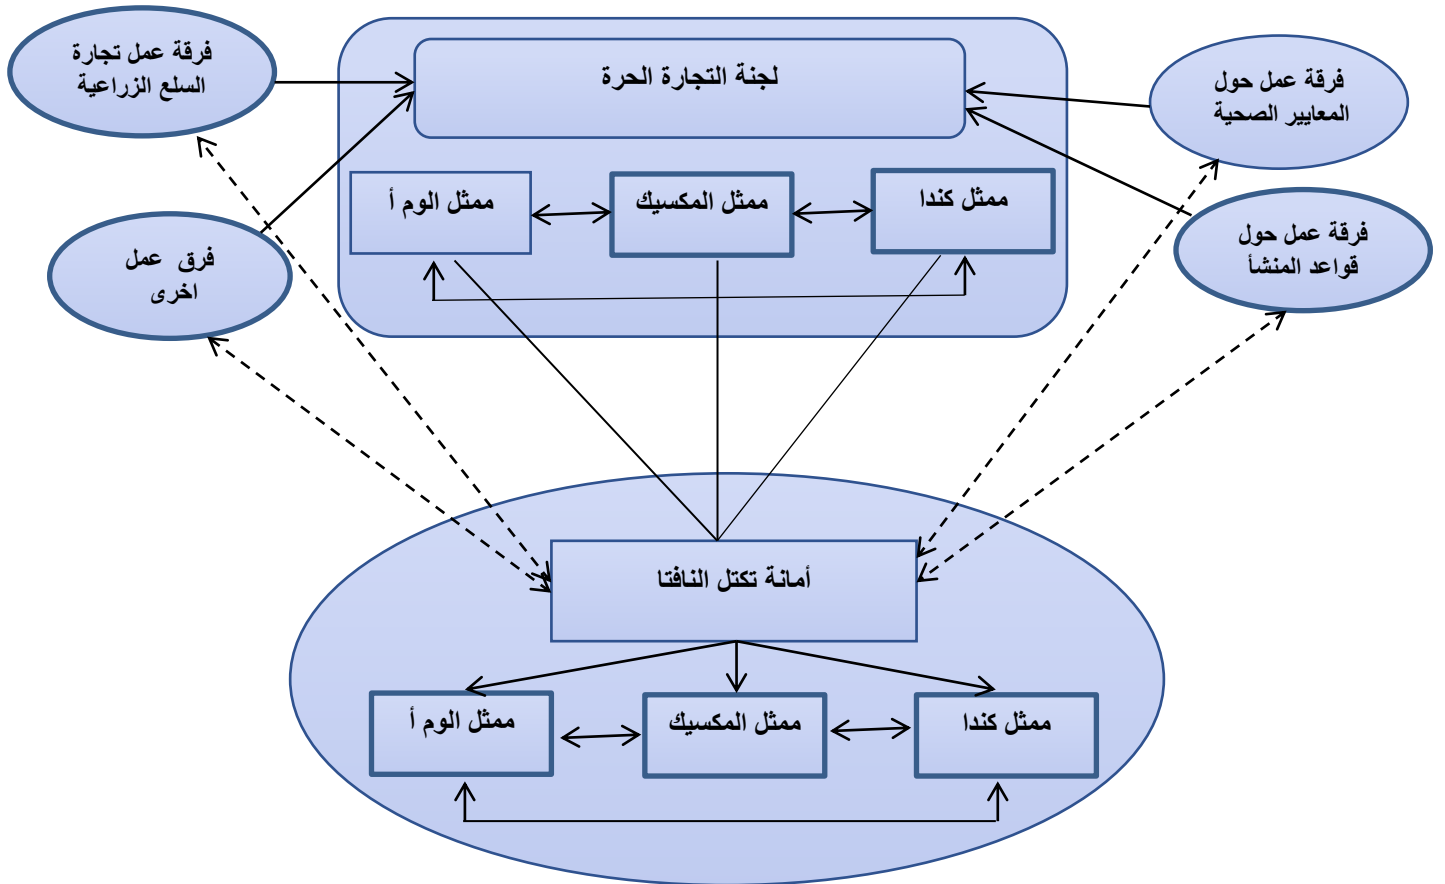 فرقة عمل حول
المعايير الصحية
لجنة التجارة الحرة
فرقة عمل تجارة
السلع الزراعية
ممثل كندا
ممثل المكسيك
ممثل الوم أ
فرقة عمل حول
قواعد المنشأ
فرق عمل
اخرى
أمانة تكتل النافتا
ممثل كندا
ممثل المكسيك
ممثل الوم أ